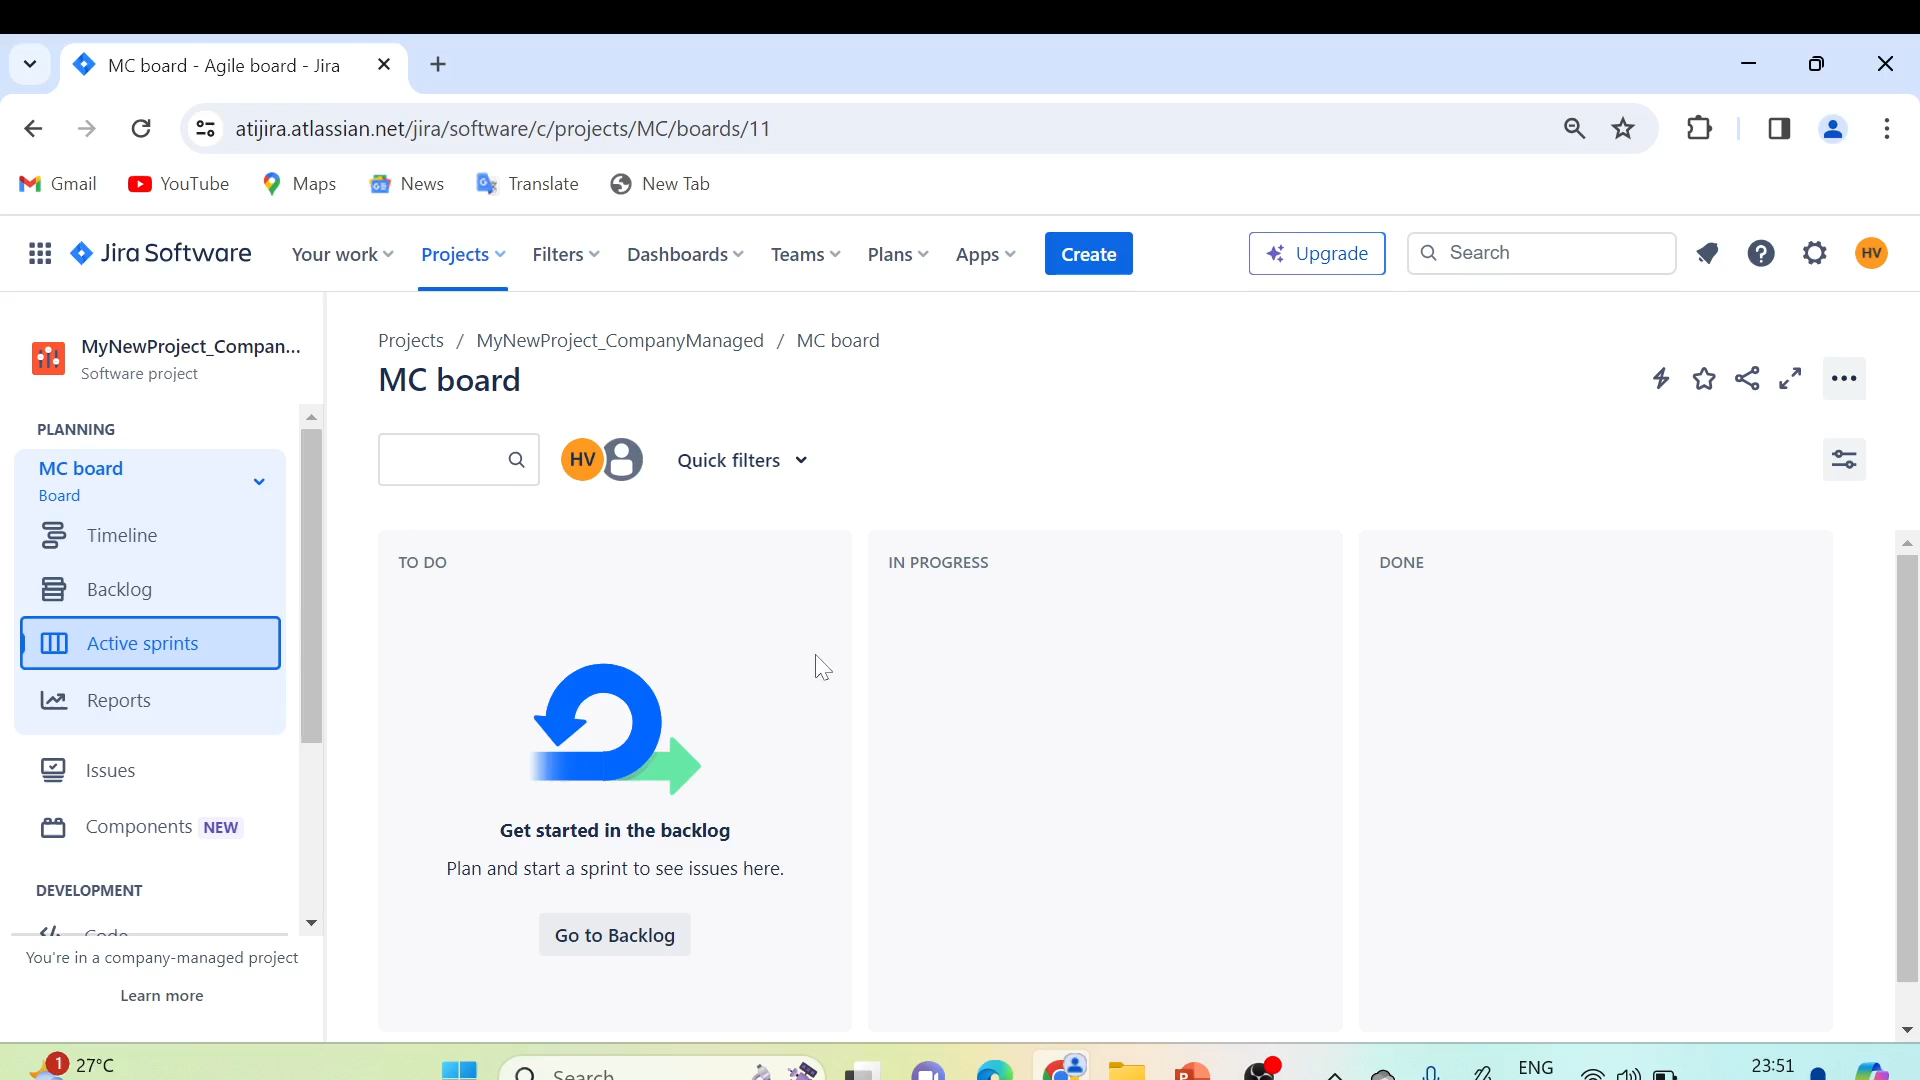 MC board - Agile board - Jira
atijira.atlassian.net/jira/software/c/projects/MC/boards/11
Gmail YouTube Maps News Translate New Tab
Jira Software Your work Projects Filters Dashboards Teams Plans Apps Create Upgrade Search HV
MyNewProject_Compan...
Software project
PLANNING
MC board
Board
Timeline
Backlog
Active sprints
Reports
Issues
Components NEW
DEVELOPMENT
Code
You're in a company-managed project
Learn more
Projects / MyNewProject_CompanyManaged / MC board
MC board
HV Quick filters
TO DO IN PROGRESS DONE
Get started in the backlog
Plan and start a sprint to see issues here.
Go to Backlog
1 27°C Search ENG 23:51